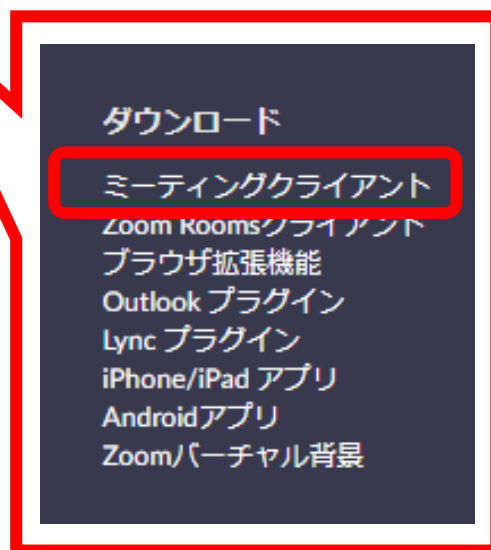 ダウンロード
ミーティングクライアント
Zoom Roomsクライアント
ブラウザ拡張機能
Outlook プラグイン
Lync プラグイン
iPhone/iPad アプリ
Androidアプリ
Zoomバーチャル背景